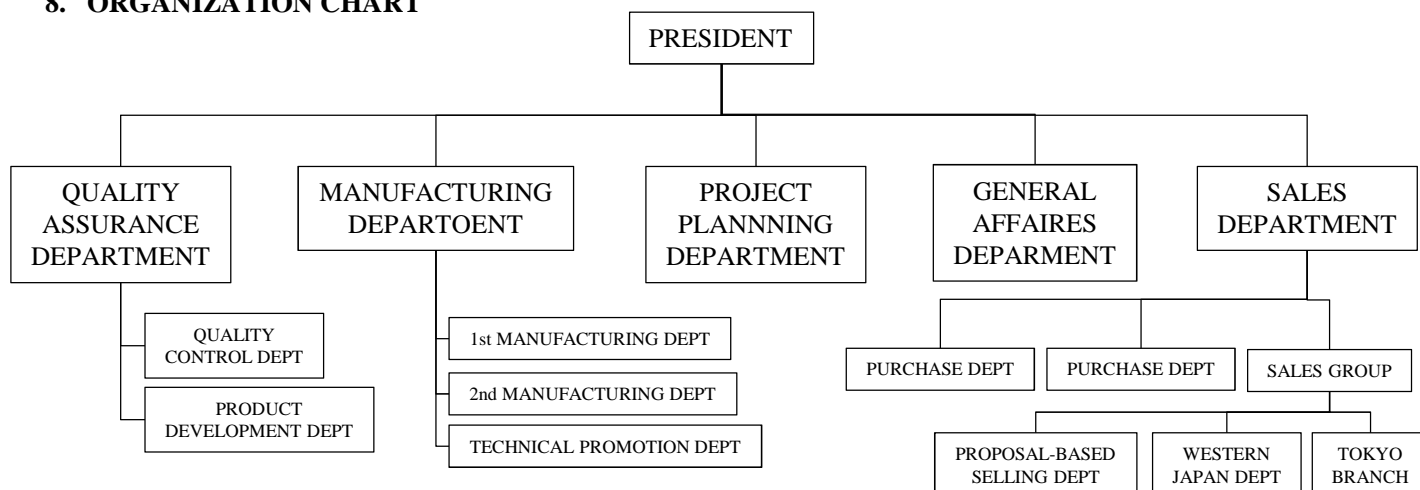 8. ORGANIZATION CHART
PRESIDENT
QUALITY
ASSURANCE
DEPARTMENT
MANUFACTURING
DEPARTOENT
PROJECT
PLANNNING
DEPARTMENT
GENERAL
AFFAIRES
DEPARMENT
SALES
DEPARTMENT
QUALITY
CONTROL DEPT
PRODUCT
DEVELOPMENT DEPT
1st MANUFACTURING DEPT
2nd MANUFACTURING DEPT
TECHNICAL PROMOTION DEPT
PURCHASE DEPT
PURCHASE DEPT
SALES GROUP
PROPOSAL-BASED
SELLING DEPT
WESTERN
JAPAN DEPT
TOKYO
BRANCH